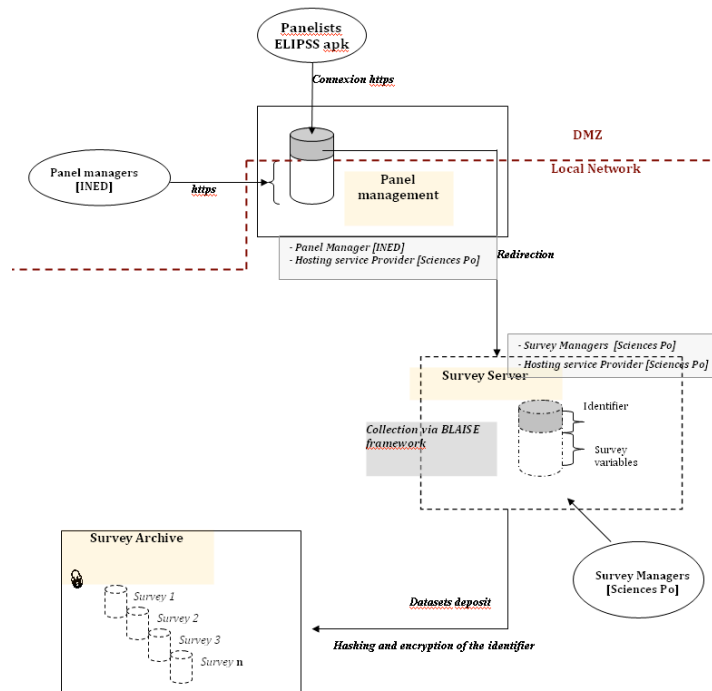 Panelists
ELIPSS apk
Connexion https
DMZ
Local Network
Panel managers
[INED]
https
Panel
management
- Panel Manager [INED]
- Hosting service Provider [Sciences Po]
Redirection
- Survey Managers [Sciences Po]
- Hosting service Provider [Sciences Po]
Survey Server
Identifier
Collection via BLAISE
framework
Survey
variables
Survey Archive
Survey 1
Survey 2
Survey 3
Survey n
Datasets deposit
Hashing and encryption of the identifier
Survey Managers
[Sciences Po]